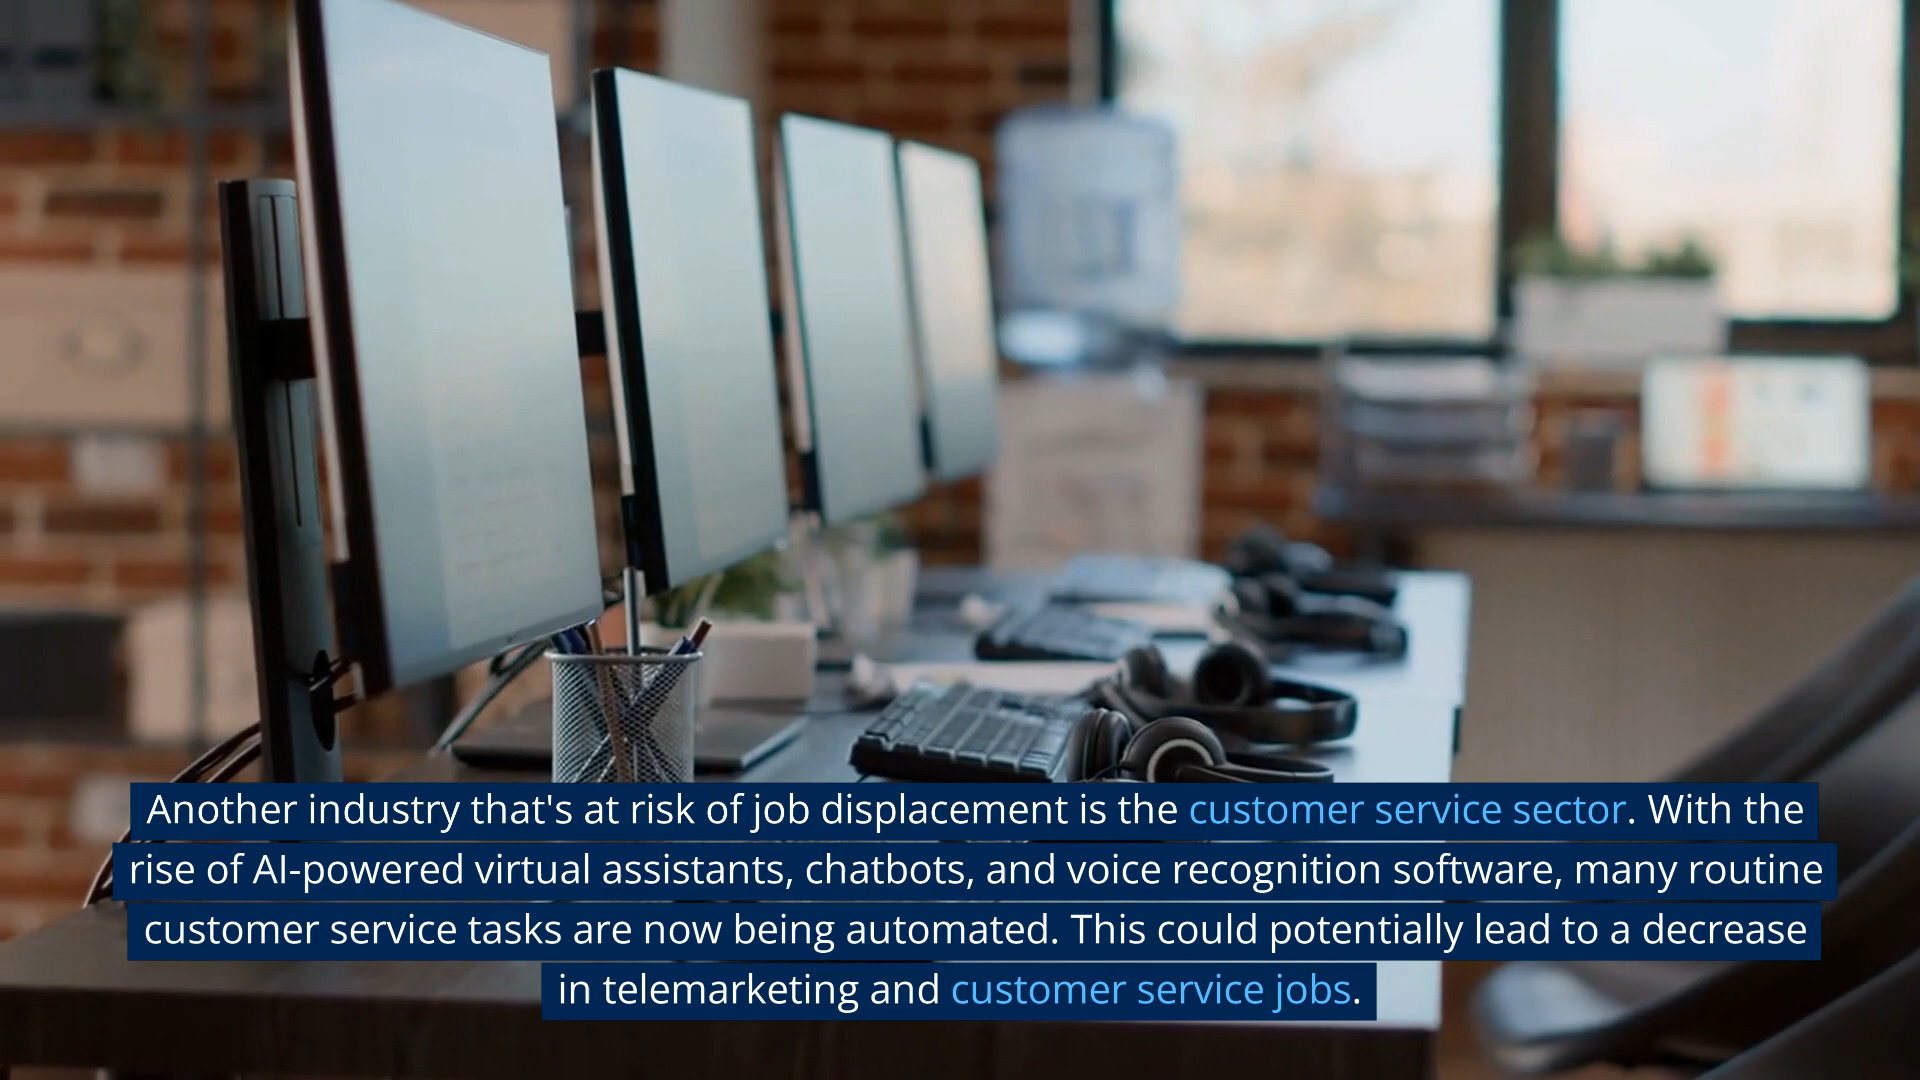 Another industry that's at risk of job displacement is the customer service sector. With the
rise of AI-powered virtual assistants, chatbots, and voice recognition software, many routine
customer service tasks are now being automated. This could potentially lead to a decrease
in telemarketing and customer service jobs.